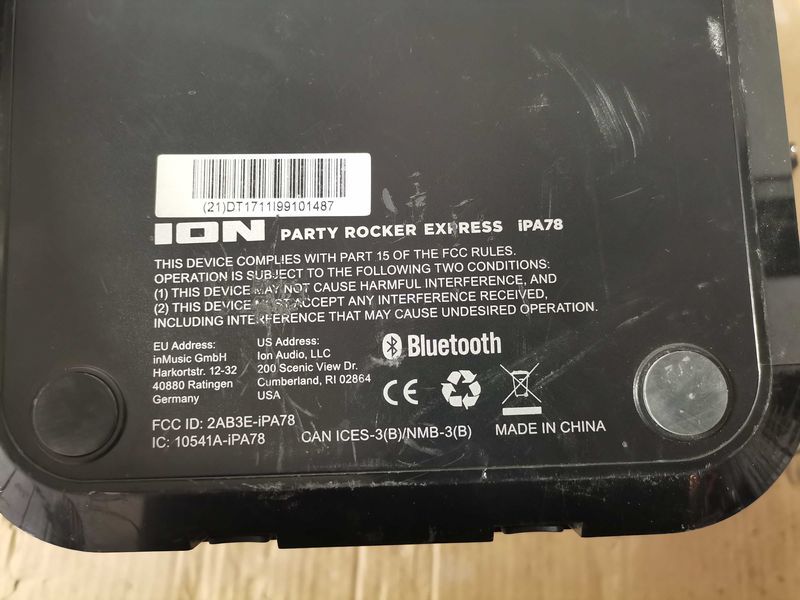 (21)DT1711I99101487
ION PARTY ROCKER EXPRESS iPA78
THIS DEVICE COMPLIES WITH PART 15 OF THE FCC RULES.
OPERATION IS SUBJECT TO THE FOLLOWING TWO CONDITIONS:
(1) THIS DEVICE MAY NOT CAUSE HARMFUL INTERFERENCE, AND
(2) THIS DEVICE MUST ACCEPT ANY INTERFERENCE RECEIVED,
INCLUDING INTERFERENCE THAT MAY CAUSE UNDESIRED OPERATION.
EU Address:
inMusic GmbH
Harkortstr. 12-32
40880 Ratingen
Germany
US Address:
Ion Audio, LLC
200 Scenic View Dr.
Cumberland, RI 02864
USA
Bluetooth
CE
FCC ID: 2AB3E-iPA78
IC: 10541A-iPA78
CAN ICES-3(B)/NMB-3(B)
MADE IN CHINA